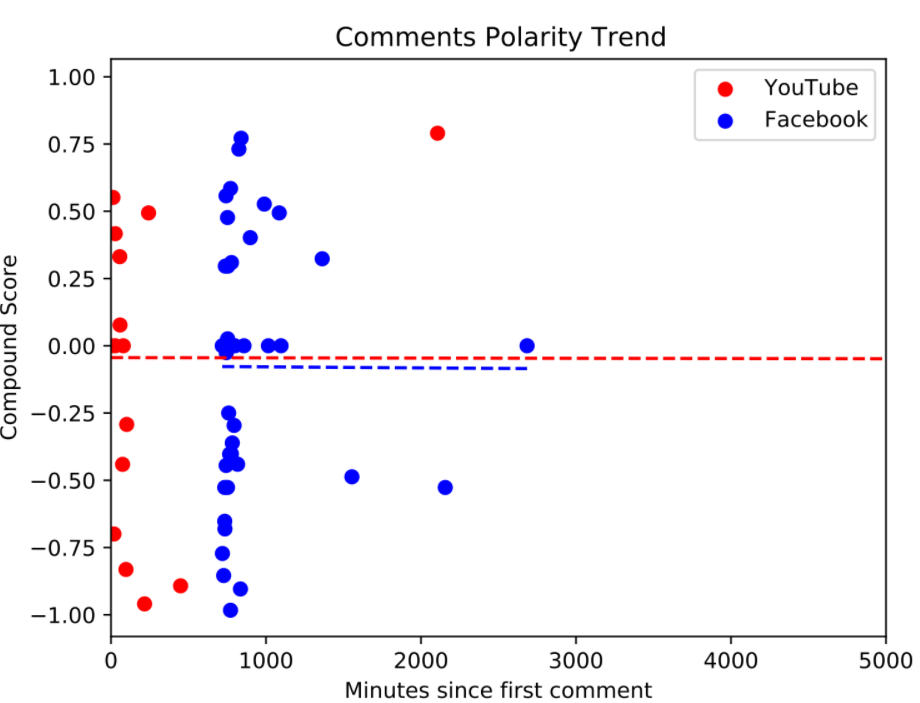 Comments Polarity Trend
YouTube
Facebook
1.00
0.75
0.50
0.25
0.00
−0.25
−0.50
−0.75
−1.00
Compound Score
0 1000 2000 3000 4000 5000
Minutes since first comment